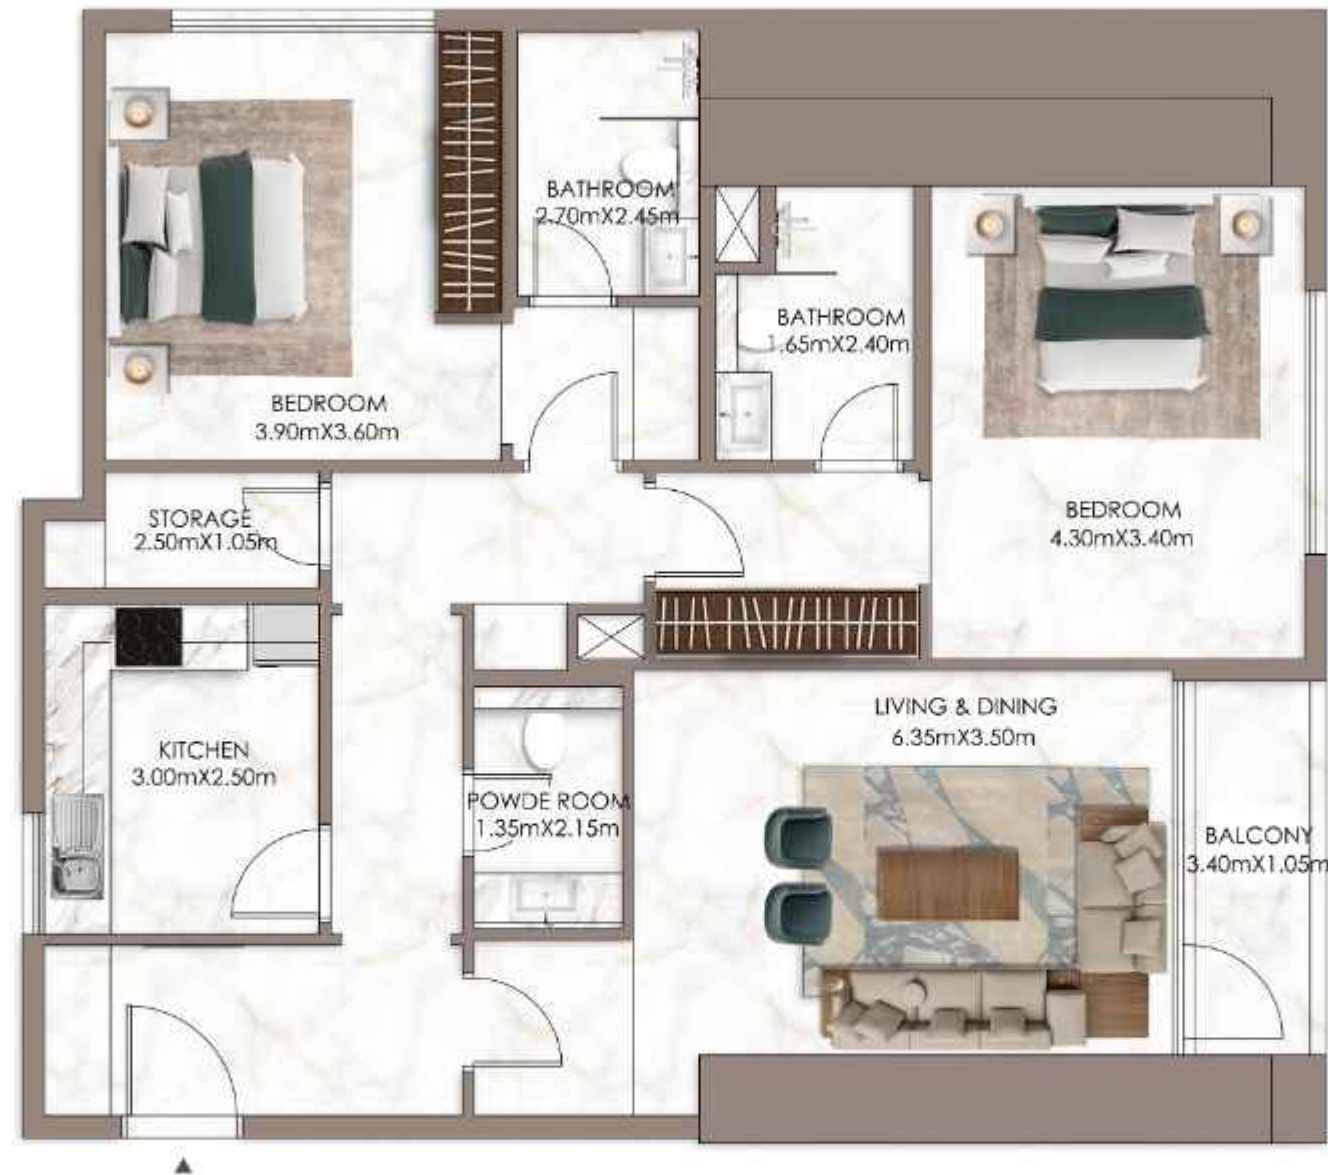 BATHROOM
2.70mX2.45m
BATHROOM
1.65mX2.40m
BEDROOM
3.90mX3.60m
STORAGE
2.50mX1.05m
BEDROOM
4.30mX3.40m
LIVING & DINING
6.35mX3.50m
KITCHEN
3.00mX2.50m
POWDE ROOM
1.35mX2.15m
BALCONY
3.40mX1.05m